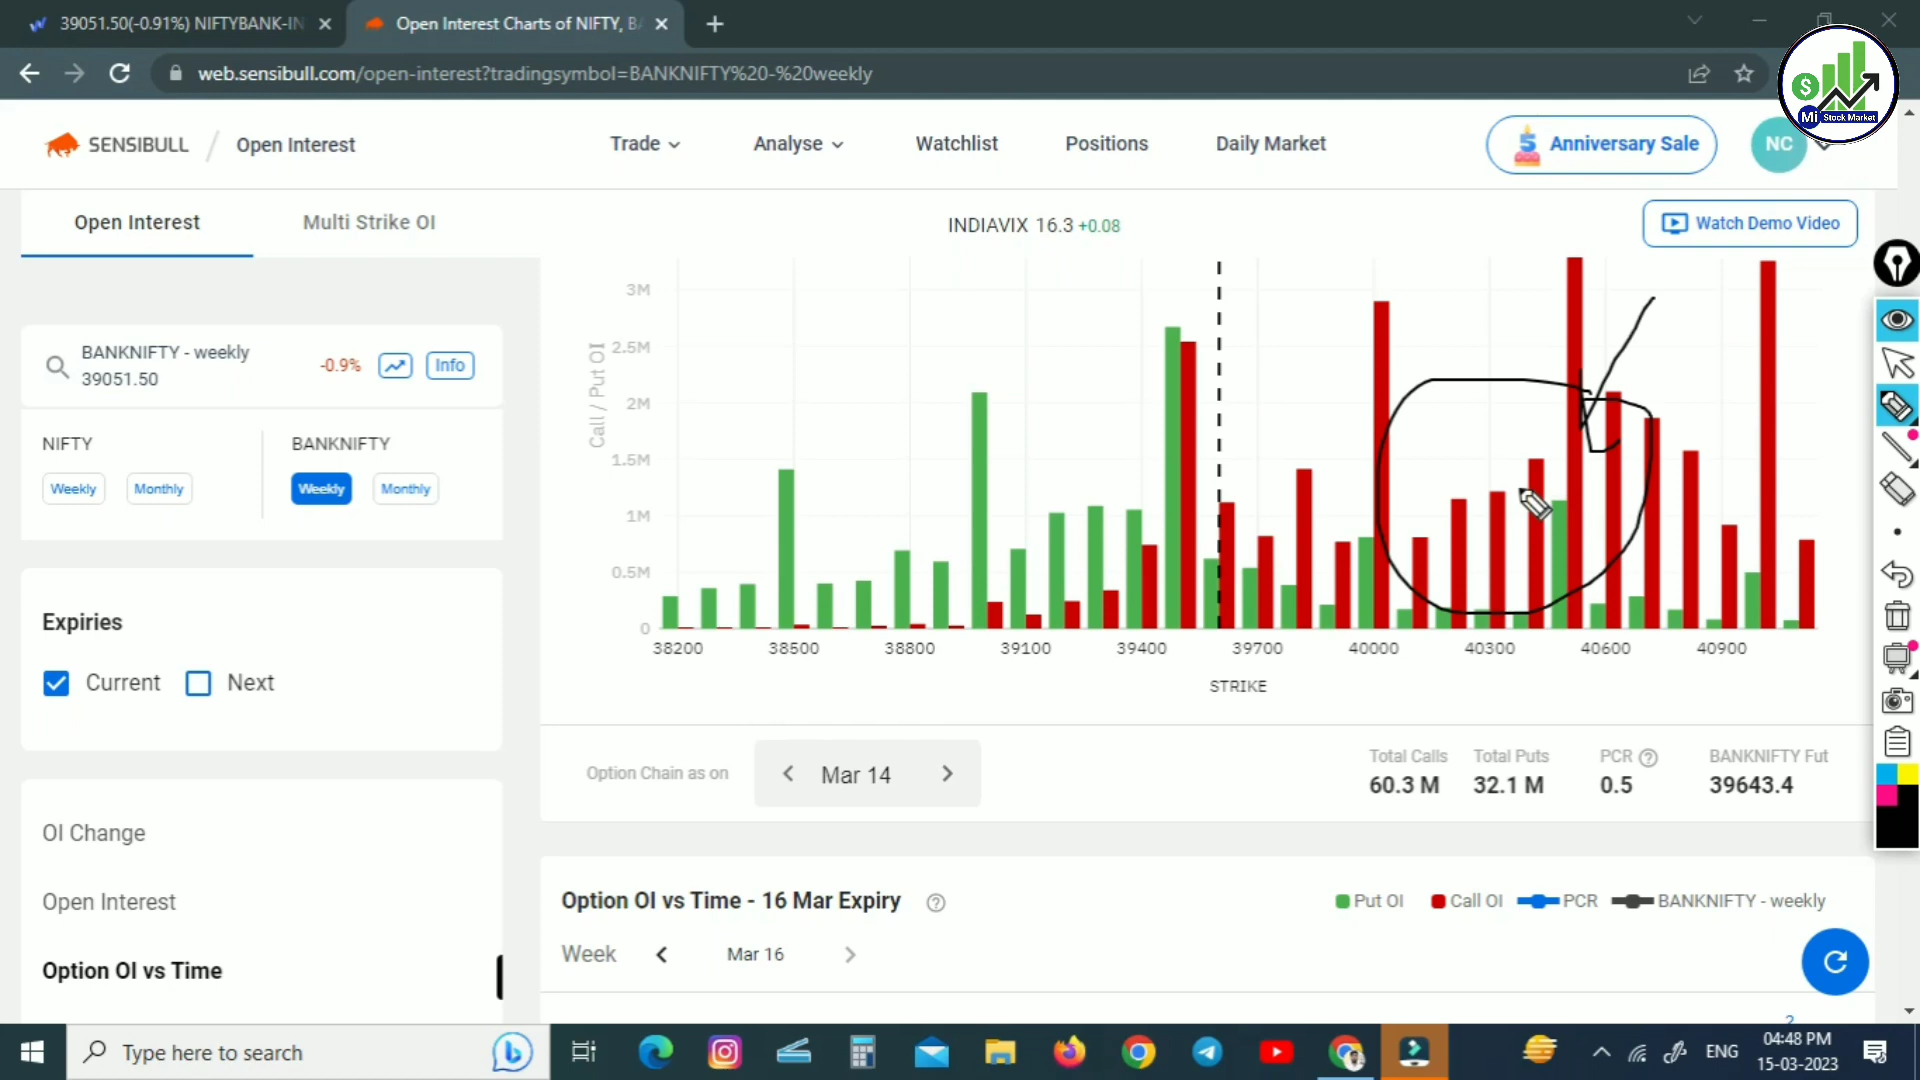 39051.50(-0.91%) NIFTYBANK-IN
Open Interest Charts of NIFTY, BA
web.sensibull.com/open-interest?tradingsymbol=BANKNIFTY%20-%20weekly
$
Mi Stock Market
SENSIBULL / Open Interest
Trade
Analyse
Watchlist
Positions
Daily Market
5 Anniversary Sale
NC
Open Interest
Multi Strike OI
INDIAVIX 16.3 +0.08
Watch Demo Video
BANKNIFTY - weekly
39051.50
-0.9%
Info
NIFTY
BANKNIFTY
Weekly
Monthly
Weekly
Monthly
Expiries
Current
Next
OI Change
Open Interest
Option OI vs Time
Call / Put OI
3M
2.5M
2M
1.5M
1M
0.5M
0
38200 38500 38800 39100 39400 39700 40000 40300 40600 40900
STRIKE
Option Chain as on
Mar 14
Total Calls
60.3 M
Total Puts
32.1 M
PCR ?
0.5
BANKNIFTY Fut
39643.4
Option OI vs Time - 16 Mar Expiry ?
Put OI
Call OI
PCR
BANKNIFTY - weekly
Week
Mar 16
Type here to search
ENG
04:48 PM
15-03-2023